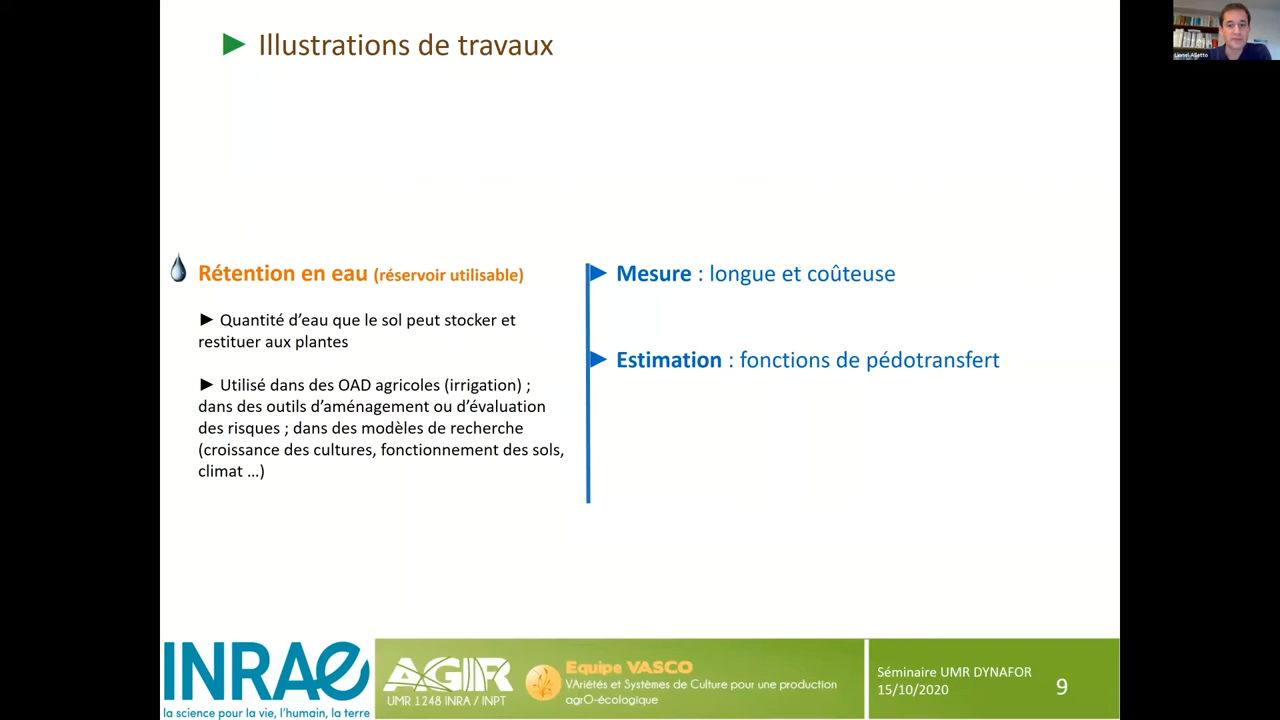 ► Illustrations de travaux
Lionel Alletto
Rétention en eau (réservoir utilisable)
► Quantité d'eau que le sol peut stocker et
restituer aux plantes
► Utilisé dans des OAD agricoles (irrigation) ;
dans des outils d'aménagement ou d'évaluation
des risques ; dans des modèles de recherche
(croissance des cultures, fonctionnement des sols,
climat …)
► Mesure : longue et coûteuse
► Estimation : fonctions de pédotransfert
INRAE
la science pour la vie, l'humain, la terre
AGIR
UMR 1248 INRA / INPT
Equipe VASCO
VAriétés et Systèmes de Culture pour une production
agrO-écologique
Séminaire UMR DYNAFOR
15/10/2020
9